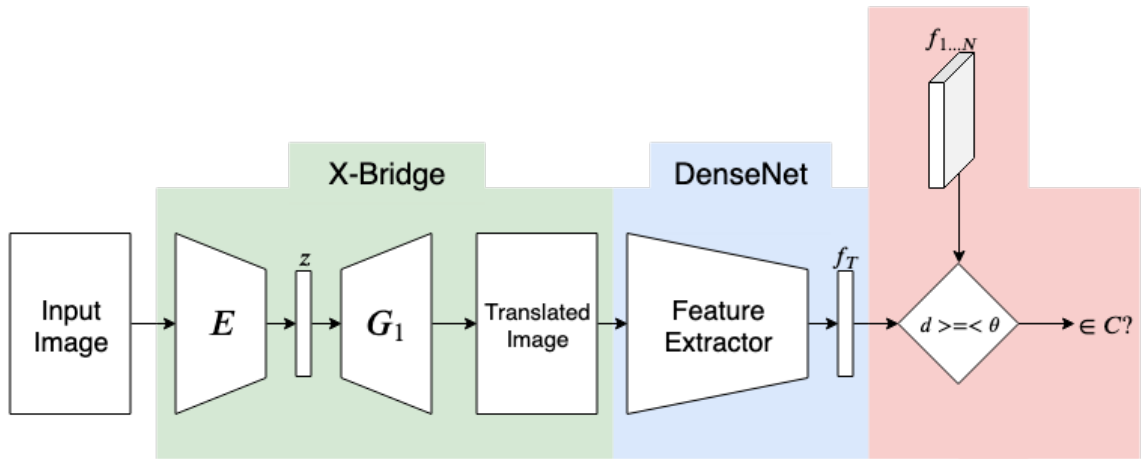 f1...N
X-Bridge
DenseNet
z
fT
Input
Image
E
G1
Translated
Image
Feature
Extractor
d >=< θ
∈ C?